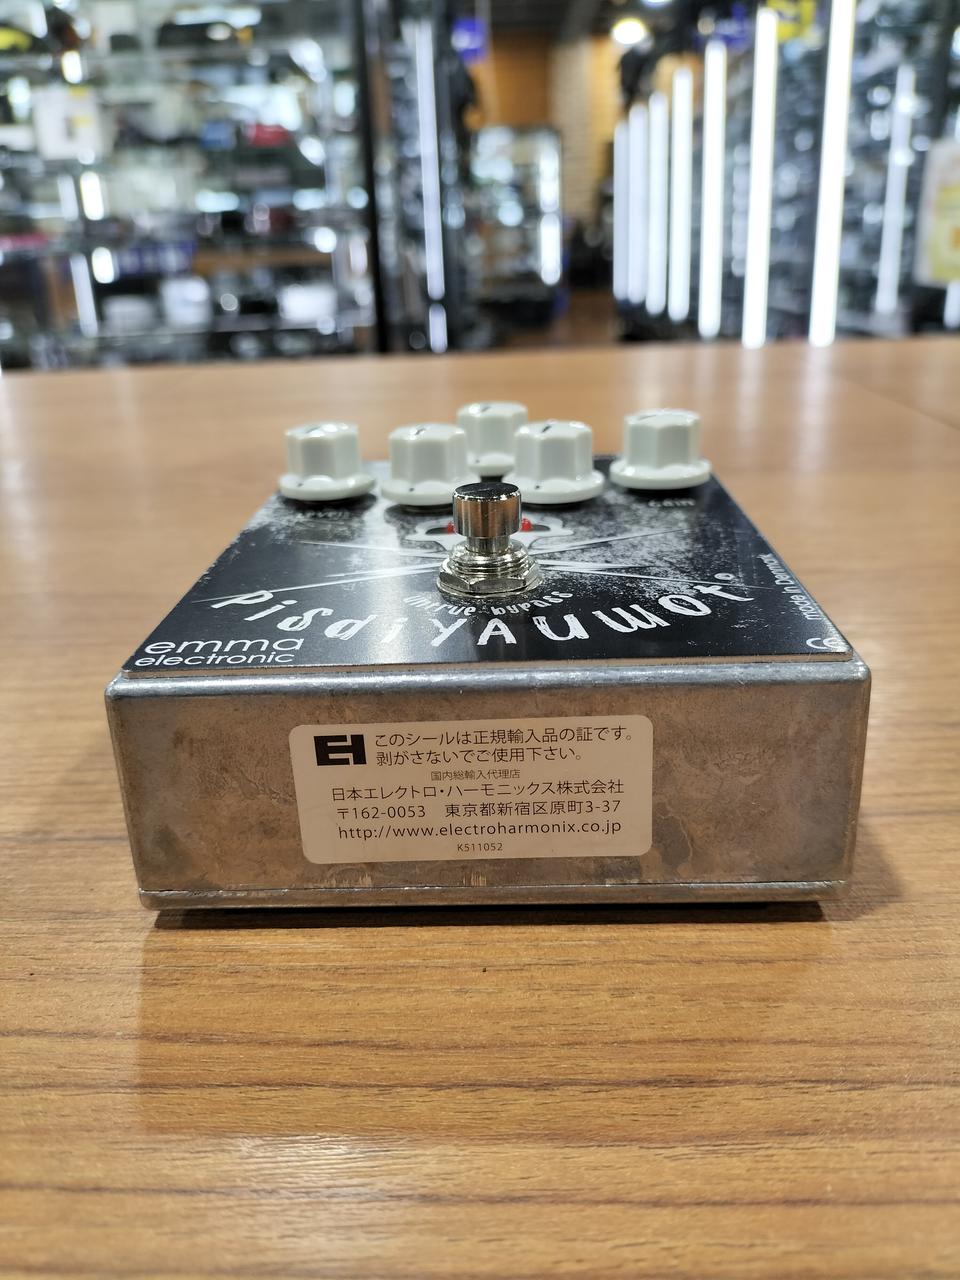 gain
true bypass
PiSdiYAUwOt
emma
electronic
made in Denmark
CE
EH
このシールは正規輸入品の証です。
剥がさないでご使用下さい。
国内総輸入代理店
日本エレクトロ・ハーモニックス株式会社
〒162-0053 東京都新宿区原町3-37
http://www.electroharmonix.co.jp
K511052